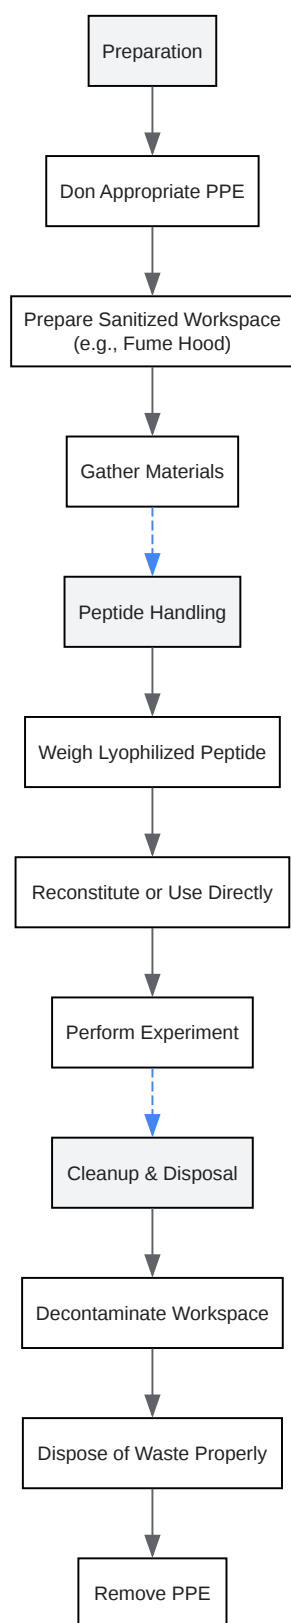 Preparation
Don Appropriate PPE
Prepare Sanitized Workspace
(e.g., Fume Hood)
Gather Materials
Peptide Handling
Weigh Lyophilized Peptide
Reconstitute or Use Directly
Perform Experiment
Cleanup & Disposal
Decontaminate Workspace
Dispose of Waste Properly
Remove PPE